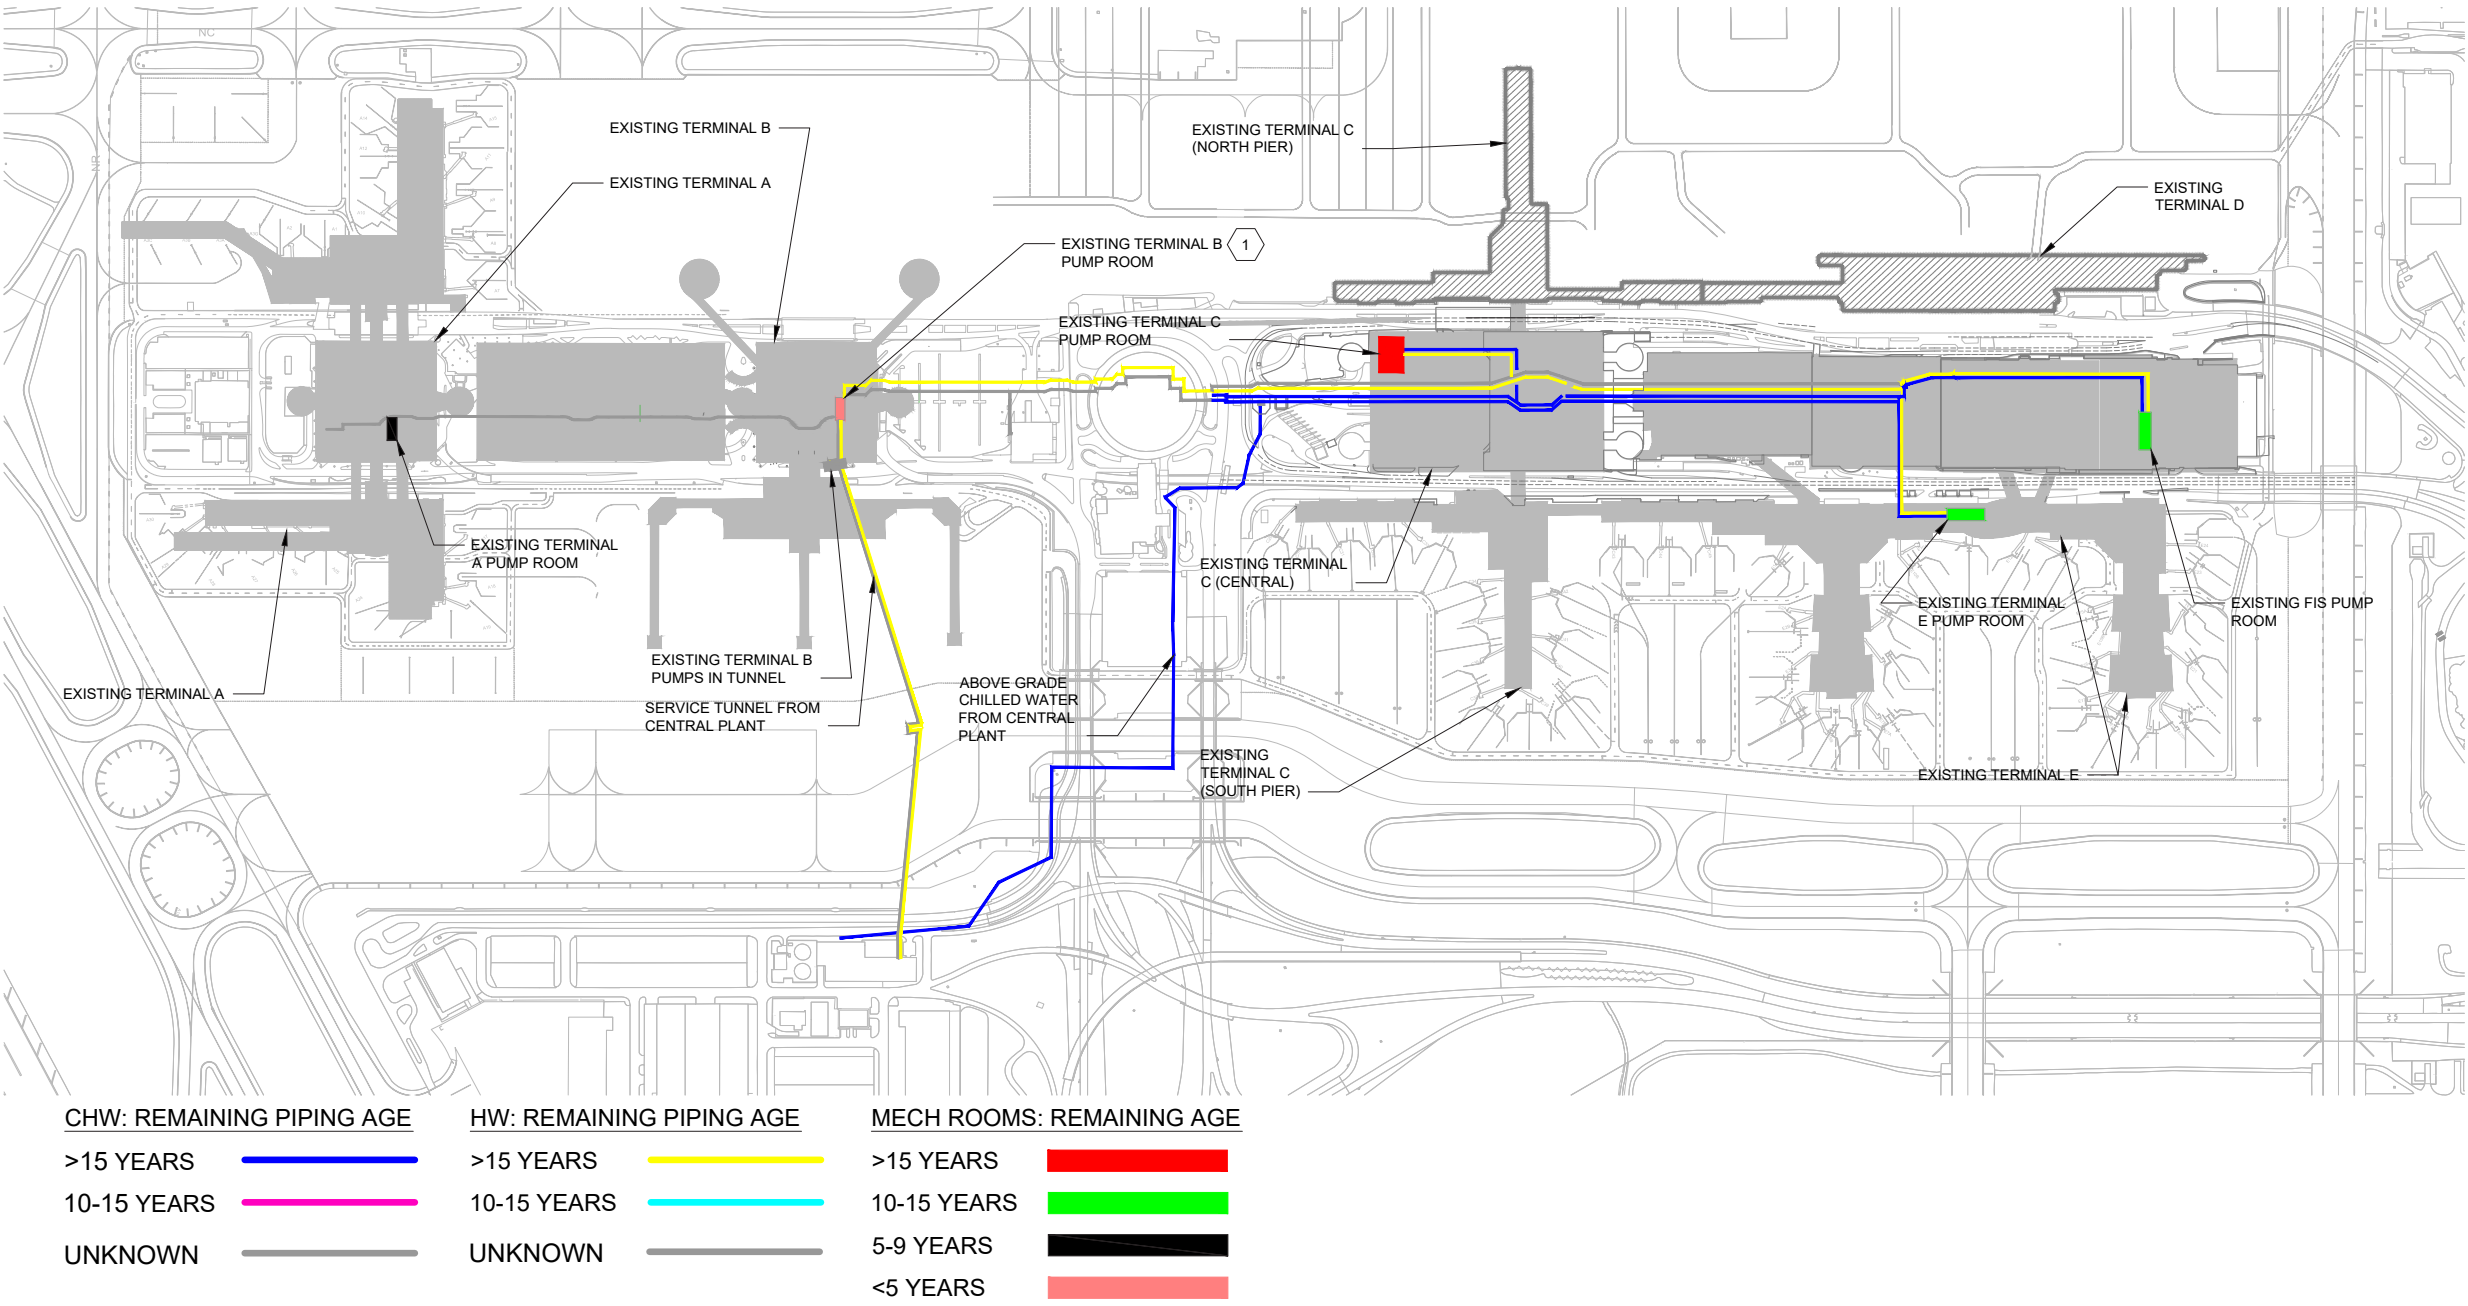 NC
NR
EXISTING TERMINAL B
EXISTING TERMINAL A
EXISTING TERMINAL B
PUMP ROOM
1
EXISTING TERMINAL C
(NORTH PIER)
EXISTING
TERMINAL D
EXISTING TERMINAL C
PUMP ROOM
EXISTING TERMINAL
A PUMP ROOM
EXISTING TERMINAL A
EXISTING TERMINAL B
PUMPS IN TUNNEL
SERVICE TUNNEL FROM
CENTRAL PLANT
ABOVE GRADE
CHILLED WATER
FROM CENTRAL
PLANT
EXISTING TERMINAL
C (CENTRAL)
EXISTING
TERMINAL C
(SOUTH PIER)
EXISTING TERMINAL
E PUMP ROOM
EXISTING FIS PUMP
ROOM
EXISTING TERMINAL E
CHW: REMAINING PIPING AGE
>15 YEARS
10-15 YEARS
UNKNOWN
HW: REMAINING PIPING AGE
>15 YEARS
10-15 YEARS
UNKNOWN
MECH ROOMS: REMAINING AGE
>15 YEARS
10-15 YEARS
5-9 YEARS
<5 YEARS